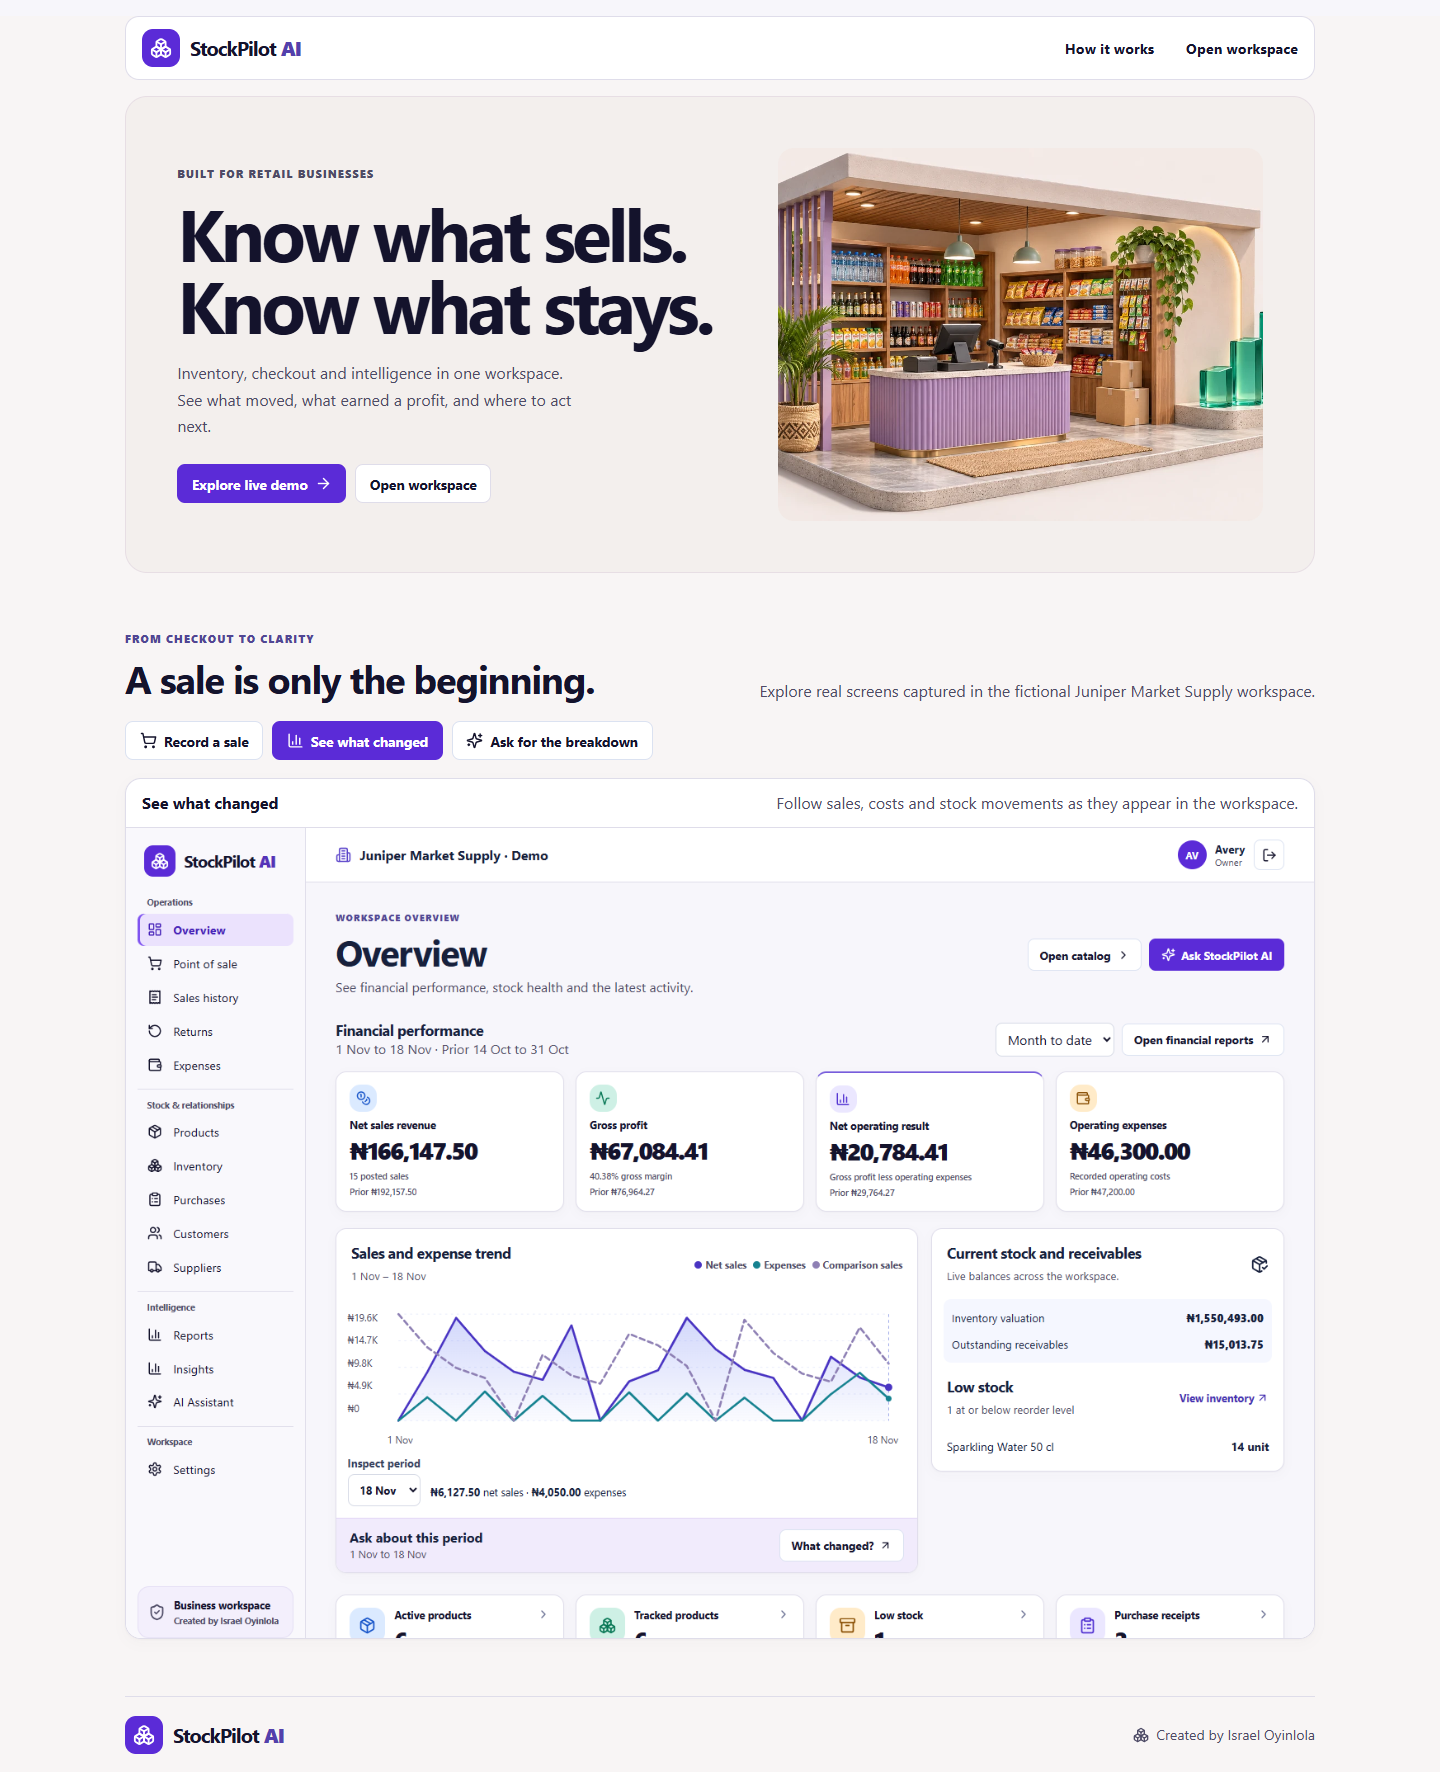 StockPilot AI
How it works
Open workspace
BUILT FOR RETAIL BUSINESSES
Know what sells.
Know what stays.
Inventory, checkout and intelligence in one workspace.
See what moved, what earned a profit, and where to act
next.
Explore live demo
Open workspace
FROM CHECKOUT TO CLARITY
A sale is only the beginning.
Explore real screens captured in the fictional Juniper Market Supply workspace.
Record a sale
See what changed
Ask for the breakdown
See what changed
Follow sales, costs and stock movements as they appear in the workspace.
StockPilot AI
Operations
Overview
Point of sale
Sales history
Returns
Expenses
Stock & relationships
Products
Inventory
Purchases
Customers
Suppliers
Intelligence
Reports
Insights
AI Assistant
Workspace
Settings
Business workspace
Created by Israel Oyinlola
Juniper Market Supply · Demo
AV
Avery
Owner
WORKSPACE OVERVIEW
Overview
See financial performance, stock health and the latest activity.
Open catalog
Ask StockPilot AI
Financial performance
1 Nov to 18 Nov · Prior 14 Oct to 31 Oct
Month to date
Open financial reports
Net sales revenue
₦166,147.50
15 posted sales
Prior ₦192,157.50
Gross profit
₦67,084.41
40.38% gross margin
Prior ₦76,964.27
Net operating result
₦20,784.41
Gross profit less operating expenses
Prior ₦29,764.27
Operating expenses
₦46,300.00
Recorded operating costs
Prior ₦47,200.00
Sales and expense trend
1 Nov – 18 Nov
Net sales
Expenses
Comparison sales
₦19.6K
₦14.7K
₦9.8K
₦4.9K
₦0
1 Nov
18 Nov
Inspect period
18 Nov
₦6,127.50 net sales · ₦4,050.00 expenses
Ask about this period
1 Nov to 18 Nov
What changed?
Current stock and receivables
Live balances across the workspace.
Inventory valuation
₦1,550,493.00
Outstanding receivables
₦15,013.75
Low stock
1 at or below reorder level
View inventory
Sparkling Water 50 cl
14 unit
Active products
Tracked products
Low stock
Purchase receipts
StockPilot AI
Created by Israel Oyinlola